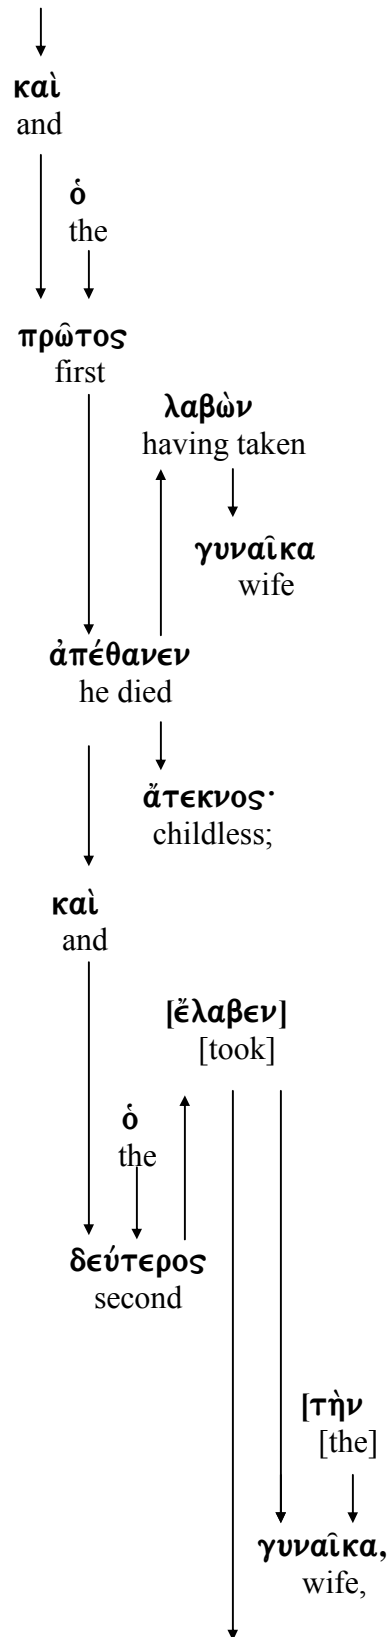 καὶ
and
ὁ
the
πρῶτος
first
λαβὼν
having taken
γυναῖκα
wife
ἀπέθανεν
he died
ἄτεκνος·
childless;
καὶ
and
[ἔλαβεν]
[took]
ὁ
the
δεύτερος
second
[τὴν
[the]
γυναῖκα,
wife,